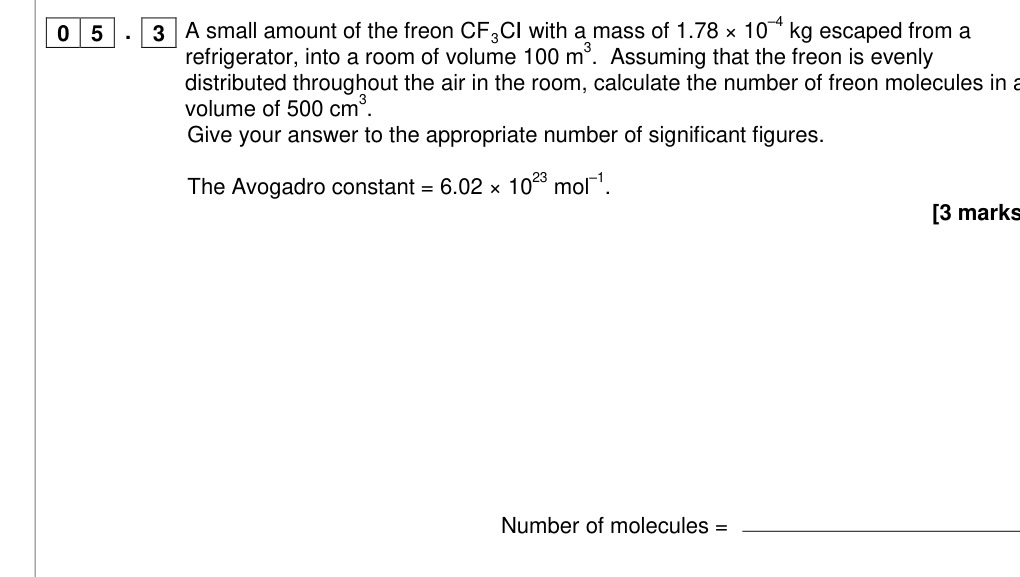 0 5 . 3 A small amount of the freon CF₃Cl with a mass of 1.78 × 10⁻⁴ kg escaped from a
refrigerator, into a room of volume 100 m³. Assuming that the freon is evenly
distributed throughout the air in the room, calculate the number of freon molecules in a
volume of 500 cm³.
Give your answer to the appropriate number of significant figures.
The Avogadro constant = 6.02 × 10²³ mol⁻¹.
[3 marks
Number of molecules =